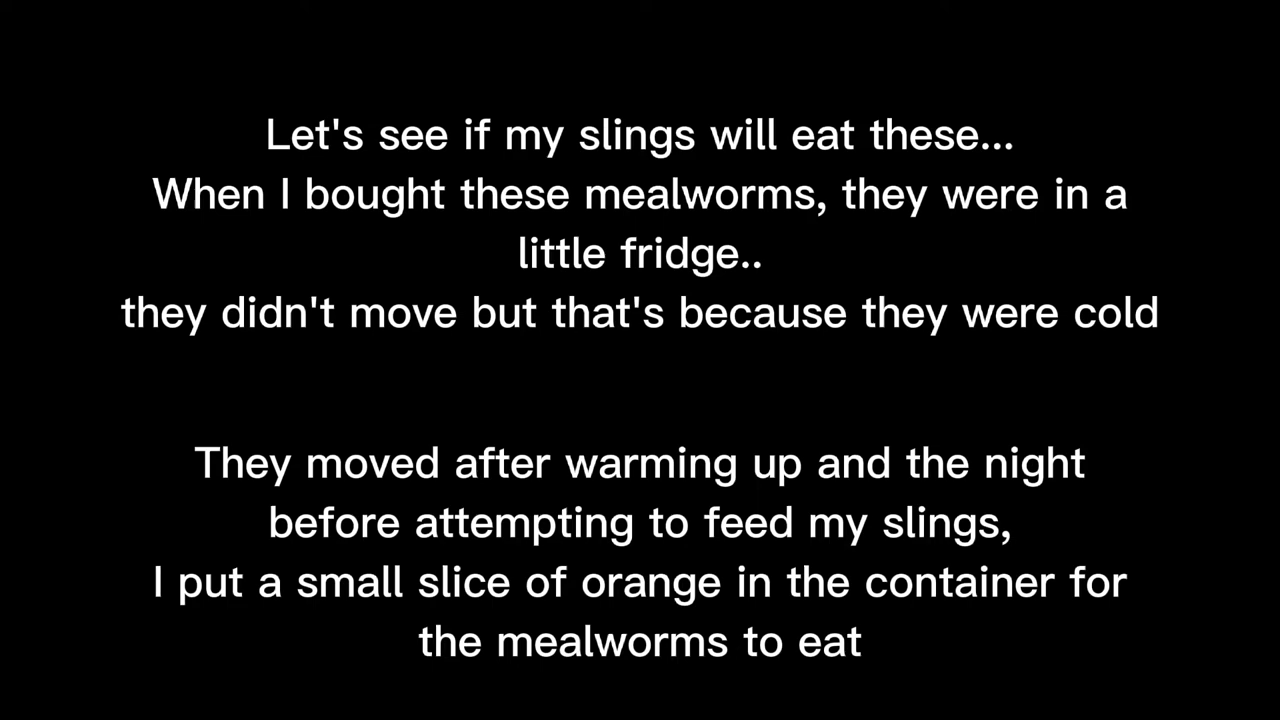 Let's see if my slings will eat these...
When I bought these mealworms, they were in a
little fridge..
they didn't move but that's because they were cold
They moved after warming up and the night
before attempting to feed my slings,
I put a small slice of orange in the container for
the mealworms to eat